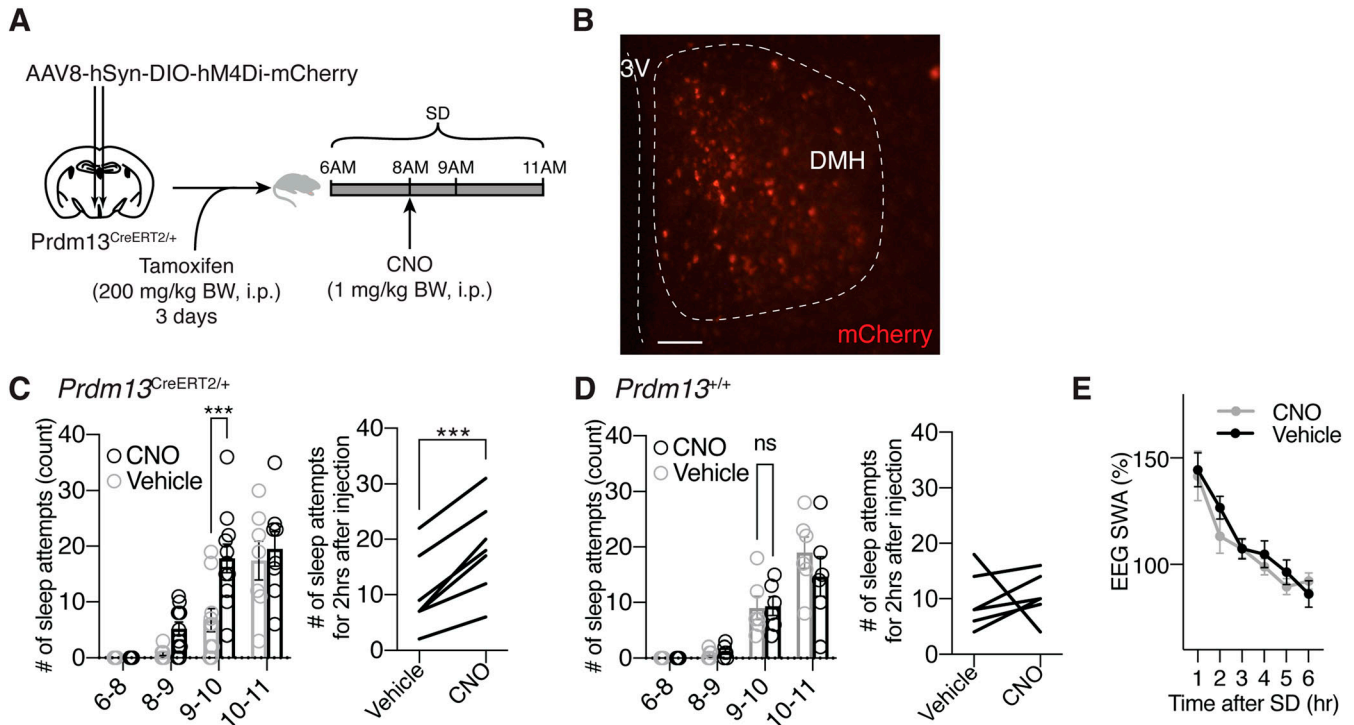 A
AAV8-hSyn-DIO-hM4Di-mCherry
Prdm13CreERT2/+
Tamoxifen
(200 mg/kg BW, i.p.)
3 days
SD
6AM 8AM 9AM 11AM
CNO
(1 mg/kg BW, i.p.)
B
3V
DMH
mCherry
C Prdm13CreERT2/+
# of sleep attempts (count)
40
30
20
10
0
***
CNO
Vehicle
6-8 8-9 9-10 10-11
# of sleep attempts
for 2hrs after injection
40
30
20
10
0
***
Vehicle CNO
D Prdm13+/+
# of sleep attempts (count)
40
30
20
10
0
ns
CNO
Vehicle
6-8 8-9 9-10 10-11
# of sleep attempts
for 2hrs after injection
40
30
20
10
0
Vehicle CNO
E
CNO
Vehicle
EEG SWA (%)
150
100
1 2 3 4 5 6
Time after SD (hr)